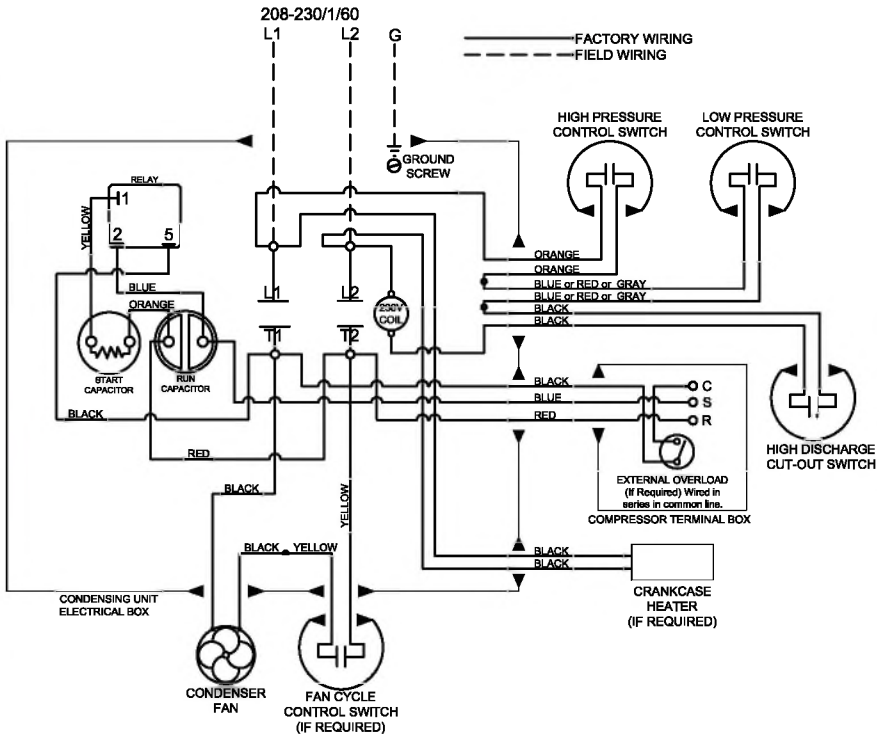 208-230/1/60
L1
L2
G
FACTORY WIRING
FIELD WIRING
HIGH PRESSURE
CONTROL SWITCH
LOW PRESSURE
CONTROL SWITCH
GROUND
SCREW
RELAY
1
YELLOW
2
5
ORANGE
ORANGE
BLUE or RED or GRAY
BLUE or RED or GRAY
BLACK
BLACK
BLUE
ORANGE
L1
L2
230V
COIL
T1
T2
START
CAPACITOR
RUN
CAPACITOR
BLACK
BLACK
BLUE
RED
C
S
R
RED
HIGH DISCHARGE
CUT-OUT SWITCH
EXTERNAL OVERLOAD
(If Required) Wired in
series in common line.
COMPRESSOR TERMINAL BOX
BLACK
YELLOW
BLACK
YELLOW
BLACK
BLACK
CRANKCASE
HEATER
(IF REQUIRED)
CONDENSING UNIT
ELECTRICAL BOX
CONDENSER
FAN
FAN CYCLE
CONTROL SWITCH
(IF REQUIRED)